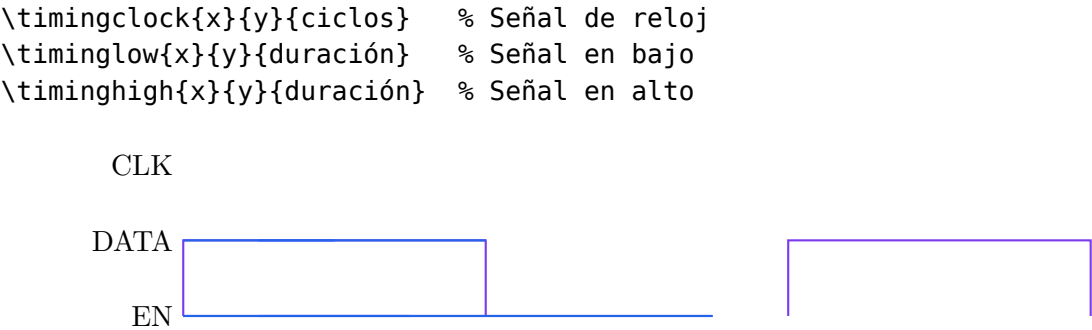 \timingclock{x}{y}{ciclos}   % Señal de reloj
\timinglow{x}{y}{duración}   % Señal en bajo
\timinghigh{x}{y}{duración}  % Señal en alto
CLK
DATA
EN